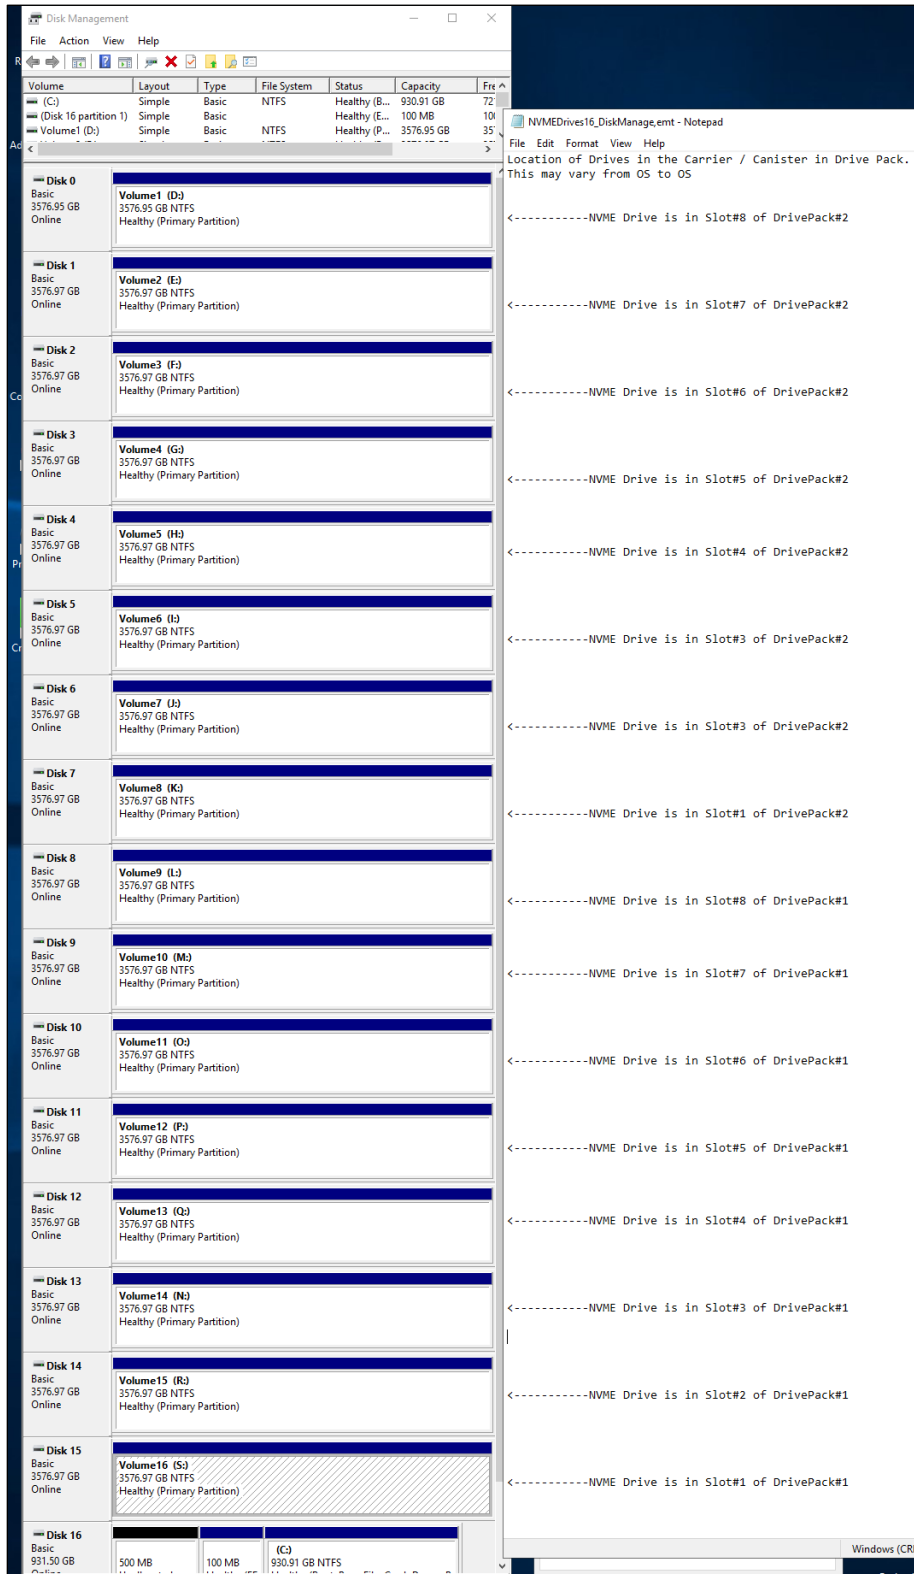 Disk Management
File Action View Help
Volume Layout Type File System Status Capacity Fre
(C:) Simple Basic NTFS Healthy (B... 930.91 GB 72
(Disk 16 partition 1) Simple Basic Healthy (E... 100 MB 10
Volume1 (D:) Simple Basic NTFS Healthy (P... 3576.95 GB 35
Disk 0
Basic
3576.95 GB
Online
Volume1 (D:)
3576.95 GB NTFS
Healthy (Primary Partition)
Disk 1
Basic
3576.97 GB
Online
Volume2 (E:)
3576.97 GB NTFS
Healthy (Primary Partition)
Disk 2
Basic
3576.97 GB
Online
Volume3 (F:)
3576.97 GB NTFS
Healthy (Primary Partition)
Disk 3
Basic
3576.97 GB
Online
Volume4 (G:)
3576.97 GB NTFS
Healthy (Primary Partition)
Disk 4
Basic
3576.97 GB
Online
Volume5 (H:)
3576.97 GB NTFS
Healthy (Primary Partition)
Disk 5
Basic
3576.97 GB
Online
Volume6 (I:)
3576.97 GB NTFS
Healthy (Primary Partition)
Disk 6
Basic
3576.97 GB
Online
Volume7 (J:)
3576.97 GB NTFS
Healthy (Primary Partition)
Disk 7
Basic
3576.97 GB
Online
Volume8 (K:)
3576.97 GB NTFS
Healthy (Primary Partition)
Disk 8
Basic
3576.97 GB
Online
Volume9 (L:)
3576.97 GB NTFS
Healthy (Primary Partition)
Disk 9
Basic
3576.97 GB
Online
Volume10 (M:)
3576.97 GB NTFS
Healthy (Primary Partition)
Disk 10
Basic
3576.97 GB
Online
Volume11 (O:)
3576.97 GB NTFS
Healthy (Primary Partition)
Disk 11
Basic
3576.97 GB
Online
Volume12 (P:)
3576.97 GB NTFS
Healthy (Primary Partition)
Disk 12
Basic
3576.97 GB
Online
Volume13 (Q:)
3576.97 GB NTFS
Healthy (Primary Partition)
Disk 13
Basic
3576.97 GB
Online
Volume14 (N:)
3576.97 GB NTFS
Healthy (Primary Partition)
Disk 14
Basic
3576.97 GB
Online
Volume15 (R:)
3576.97 GB NTFS
Healthy (Primary Partition)
Disk 15
Basic
3576.97 GB
Online
Volume16 (S:)
3576.97 GB NTFS
Healthy (Primary Partition)
Disk 16
Basic
931.50 GB
500 MB
100 MB
(C:)
930.91 GB NTFS
NVMEDrives16_DiskManage,emt - Notepad
File Edit Format View Help
Location of Drives in the Carrier / Canister in Drive Pack.
This may vary from OS to OS
<-----------NVME Drive is in Slot#8 of DrivePack#2
<-----------NVME Drive is in Slot#7 of DrivePack#2
<-----------NVME Drive is in Slot#6 of DrivePack#2
<-----------NVME Drive is in Slot#5 of DrivePack#2
<-----------NVME Drive is in Slot#4 of DrivePack#2
<-----------NVME Drive is in Slot#3 of DrivePack#2
<-----------NVME Drive is in Slot#3 of DrivePack#2
<-----------NVME Drive is in Slot#1 of DrivePack#2
<-----------NVME Drive is in Slot#8 of DrivePack#1
<-----------NVME Drive is in Slot#7 of DrivePack#1
<-----------NVME Drive is in Slot#6 of DrivePack#1
<-----------NVME Drive is in Slot#5 of DrivePack#1
<-----------NVME Drive is in Slot#4 of DrivePack#1
<-----------NVME Drive is in Slot#3 of DrivePack#1
<-----------NVME Drive is in Slot#2 of DrivePack#1
<-----------NVME Drive is in Slot#1 of DrivePack#1
Windows (CR